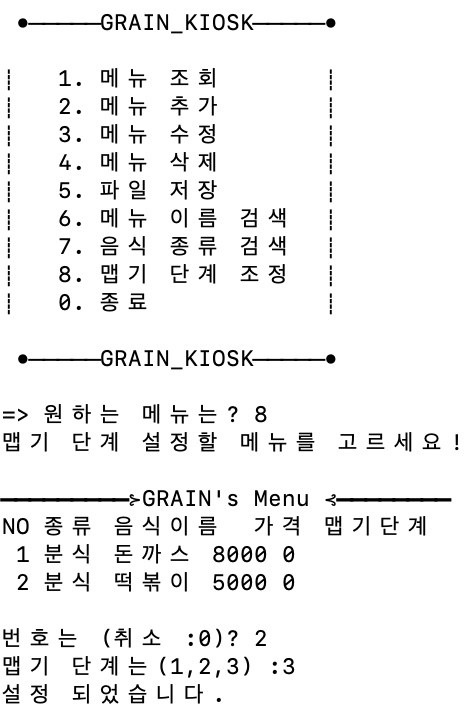 •──────GRAIN_KIOSK──────•
¦ 1. 메뉴 조회 ¦
¦ 2. 메뉴 추가 ¦
¦ 3. 메뉴 수정 ¦
¦ 4. 메뉴 삭제 ¦
¦ 5. 파일 저장 ¦
¦ 6. 메뉴 이름 검색 ¦
¦ 7. 음식 종류 검색 ¦
¦ 8. 맵기 단계 조정 ¦
¦ 0. 종료 ¦
•──────GRAIN_KIOSK──────•
=> 원하는 메뉴는? 8
맵기 단계 설정할 메뉴를 고르세요!
━━━━━━━━━⊱GRAIN's Menu ⊰━━━━━━━━━
NO 종류 음식이름 가격 맵기단계
1 분식 돈까스 8000 0
2 분식 떡볶이 5000 0
번호는 (취소 :0)? 2
맵기 단계는(1,2,3) :3
설정 되었습니다.